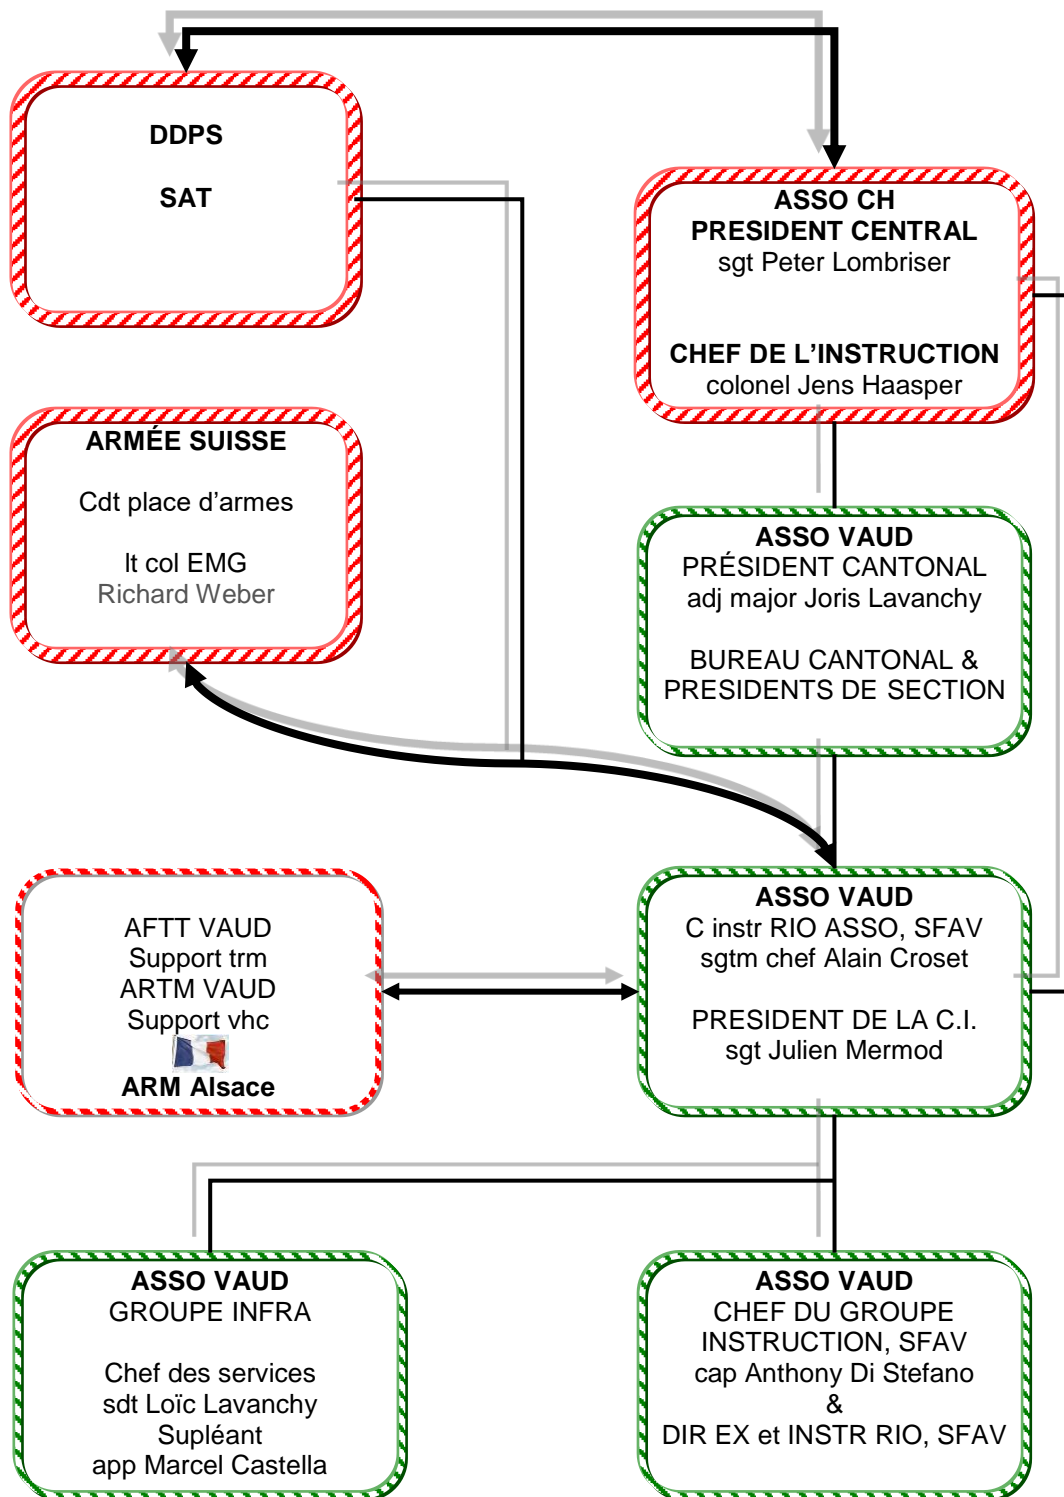 DDPS
SAT
ASSO CH
PRESIDENT CENTRAL
sgt Peter Lombriser
CHEF DE L’INSTRUCTION
colonel Jens Haasper
ARMÉE SUISSE
Cdt place d’armes
lt col EMG
Richard Weber
ASSO VAUD
PRÉSIDENT CANTONAL
adj major Joris Lavanchy
BUREAU CANTONAL &
PRESIDENTS DE SECTION
AFTT VAUD
Support trm
ARTM VAUD
Support vhc
ARM Alsace
ASSO VAUD
C instr RIO ASSO, SFAV
sgtm chef Alain Croset
PRESIDENT DE LA C.I.
sgt Julien Mermod
ASSO VAUD
GROUPE INFRA
Chef des services
sdt Loïc Lavanchy
Supléant
app Marcel Castella
ASSO VAUD
CHEF DU GROUPE
INSTRUCTION, SFAV
cap Anthony Di Stefano
&
DIR EX et INSTR RIO, SFAV